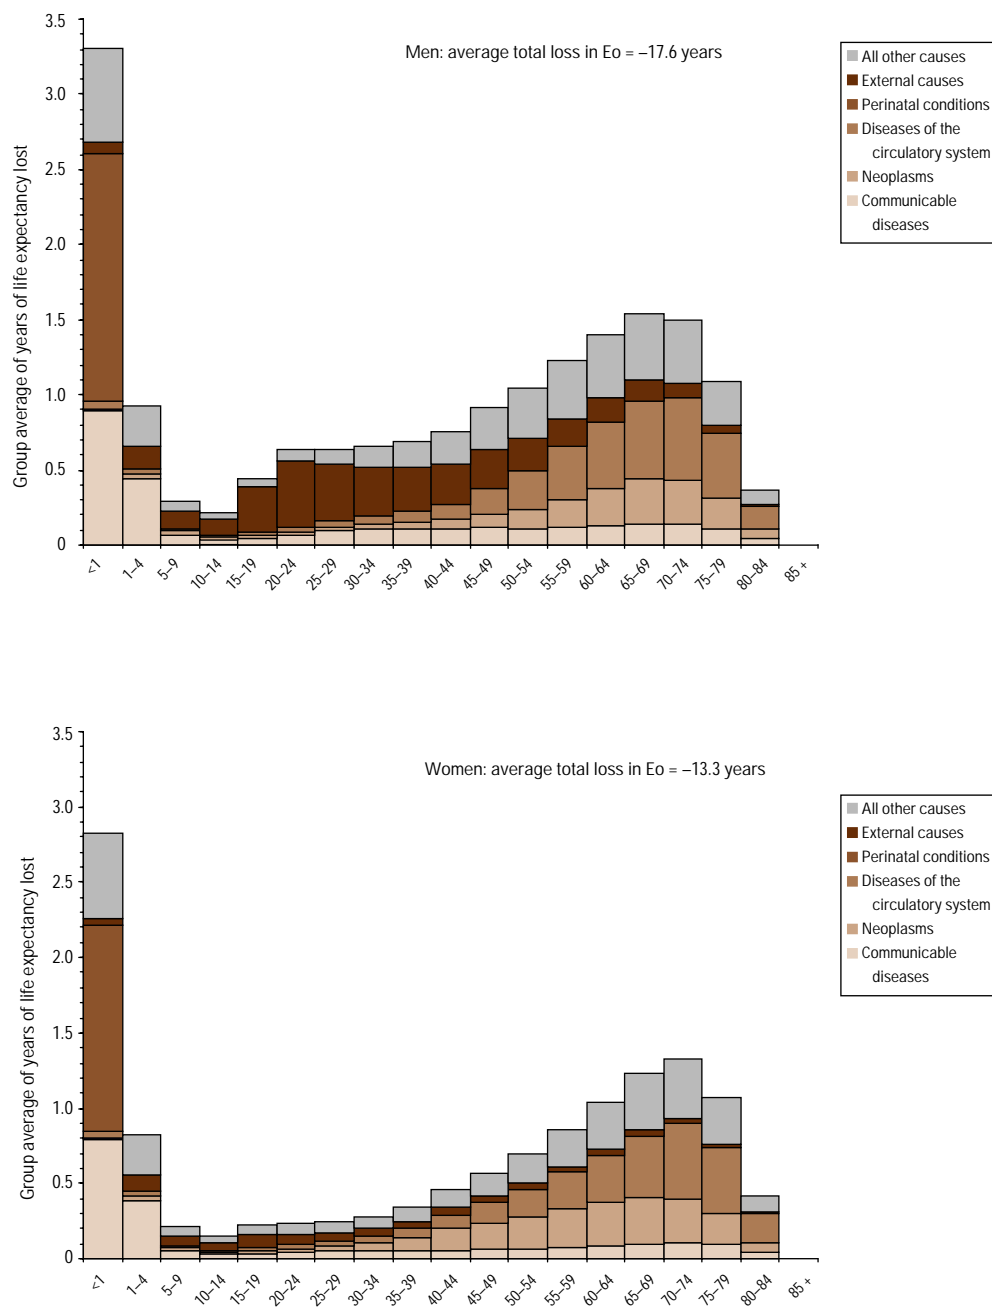 3.5
Men: average total loss in Eo = –17.6 years
All other causes
External causes
Perinatal conditions
Diseases of the
circulatory system
Neoplasms
Communicable
diseases
3.0
2.5
2.0
1.5
1.0
0.5
0
Group average of years of life expectancy lost
<1
1–4
5–9
10–14
15–19
20–24
25–29
30–34
35–39
40–44
45–49
50–54
55–59
60–64
65–69
70–74
75–79
80–84
85 +
3.5
Women: average total loss in Eo = –13.3 years
All other causes
External causes
Perinatal conditions
Diseases of the
circulatory system
Neoplasms
Communicable
diseases
3.0
2.5
2.0
1.5
1.0
0.5
0
Group average of years of life expectancy lost
<1
1–4
5–9
10–14
15–19
20–24
25–29
30–34
35–39
40–44
45–49
50–54
55–59
60–64
65–69
70–74
75–79
80–84
85 +